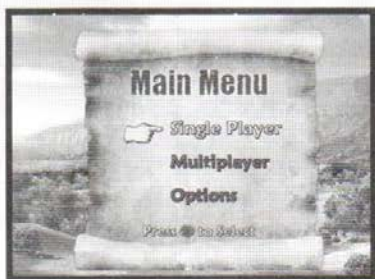 Main Menu
Single Player
Multiplayer
Options
Press to Select